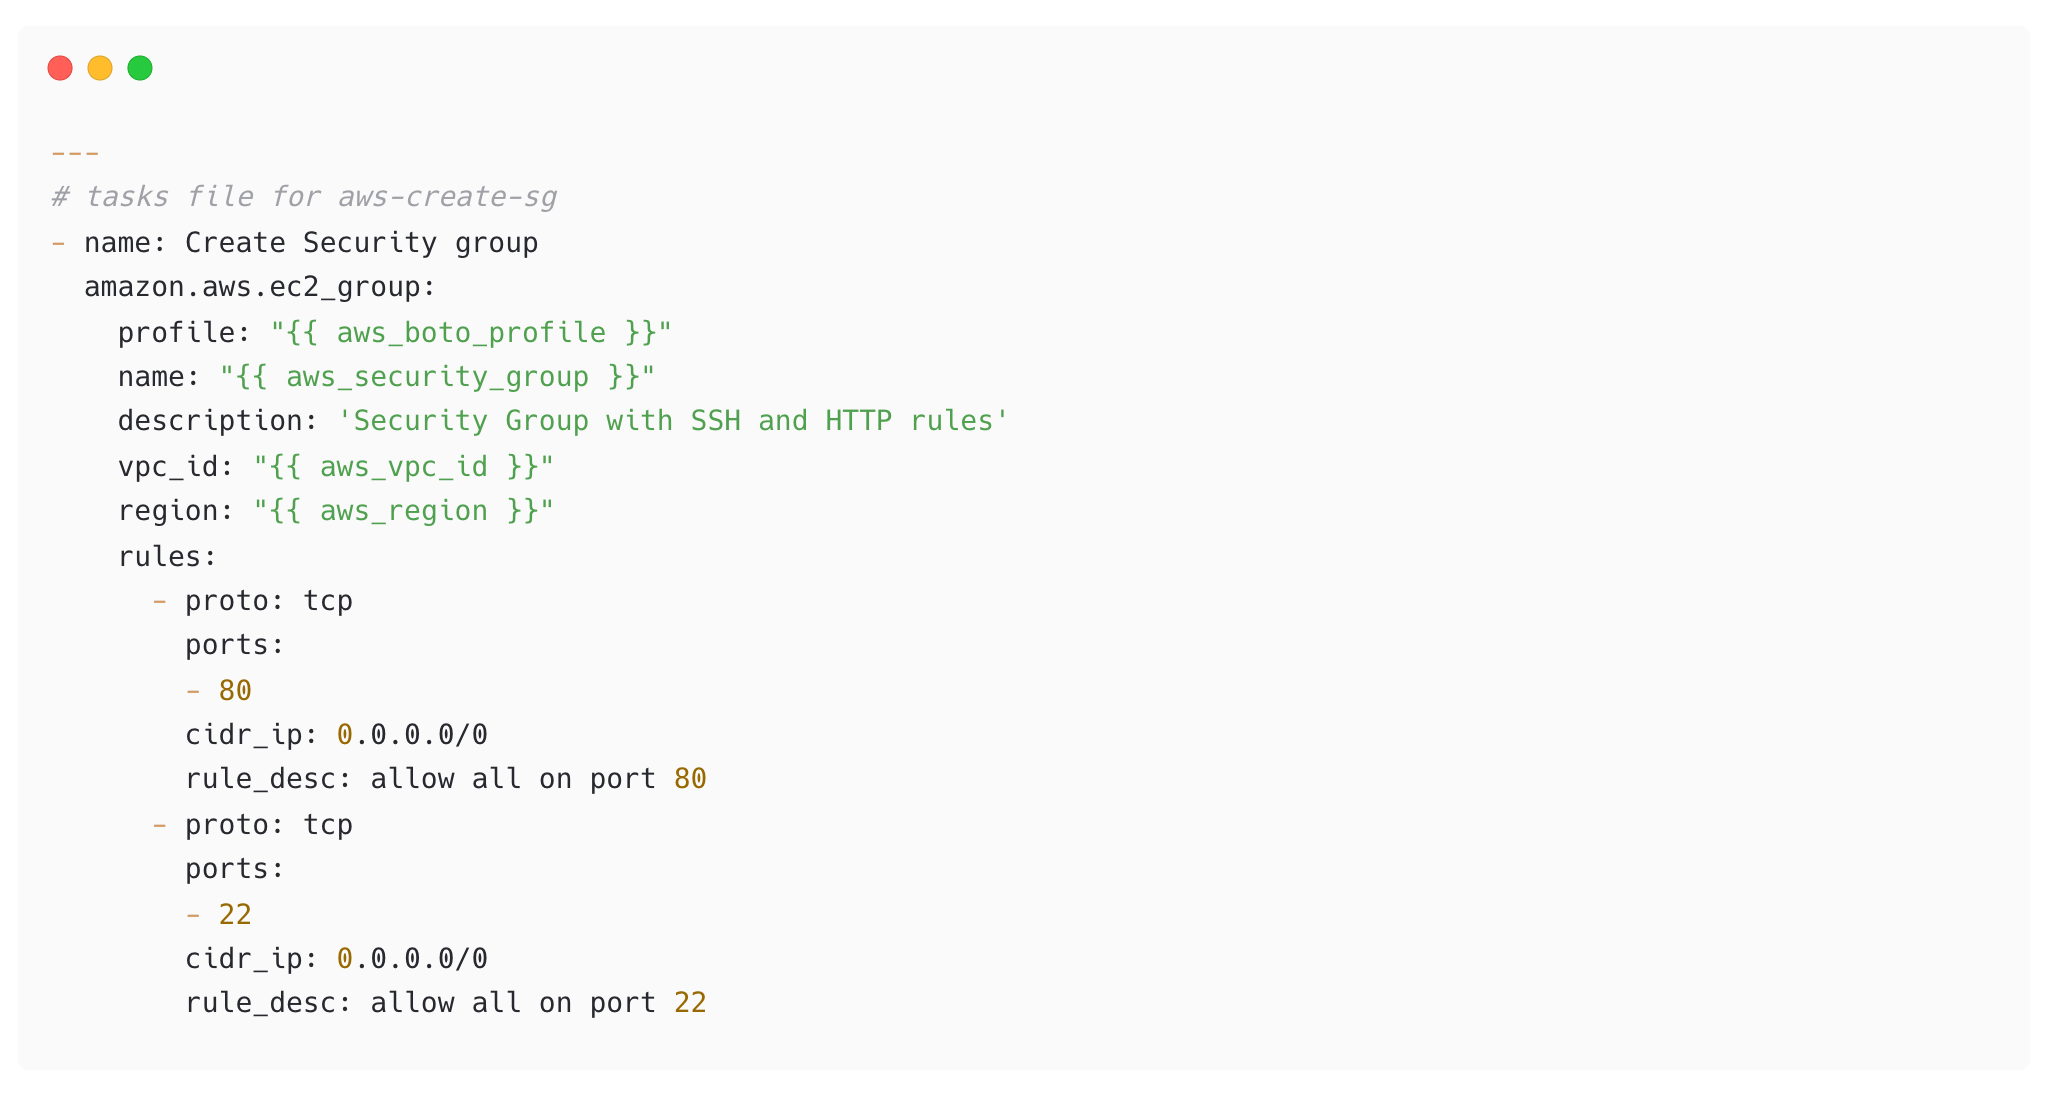 ---
# tasks file for aws-create-sg
- name: Create Security group
  amazon.aws.ec2_group:
    profile: "{{ aws_boto_profile }}"
    name: "{{ aws_security_group }}"
    description: 'Security Group with SSH and HTTP rules'
    vpc_id: "{{ aws_vpc_id }}"
    region: "{{ aws_region }}"
    rules:
      - proto: tcp
        ports:
        - 80
        cidr_ip: 0.0.0.0/0
        rule_desc: allow all on port 80
      - proto: tcp
        ports:
        - 22
        cidr_ip: 0.0.0.0/0
        rule_desc: allow all on port 22